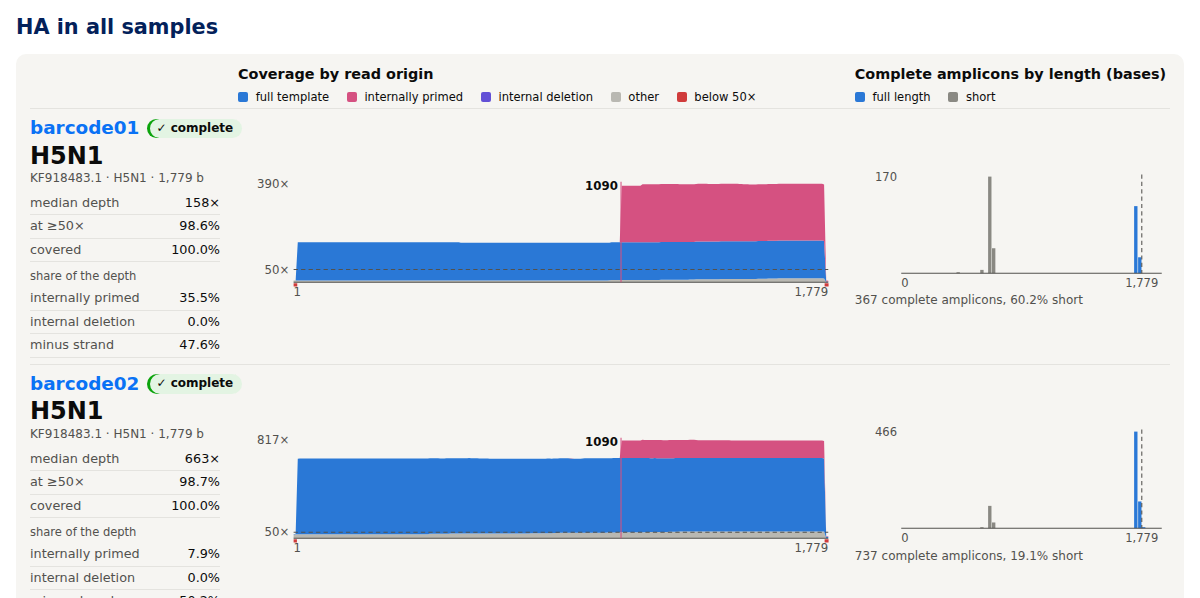 HA in all samples
Coverage by read origin
full template internally primed internal deletion other below 50×
Complete amplicons by length (bases)
full length short
barcode01 ✓ complete
H5N1
KF918483.1 · H5N1 · 1,779 b
median depth 158×
at ≥50× 98.6%
covered 100.0%
share of the depth
internally primed 35.5%
internal deletion 0.0%
minus strand 47.6%
390×
1090
50×
1 1,779
170
0 1,779
367 complete amplicons, 60.2% short
barcode02 ✓ complete
H5N1
KF918483.1 · H5N1 · 1,779 b
median depth 663×
at ≥50× 98.7%
covered 100.0%
share of the depth
internally primed 7.9%
internal deletion 0.0%
817×
1090
50×
1 1,779
466
0 1,779
737 complete amplicons, 19.1% short